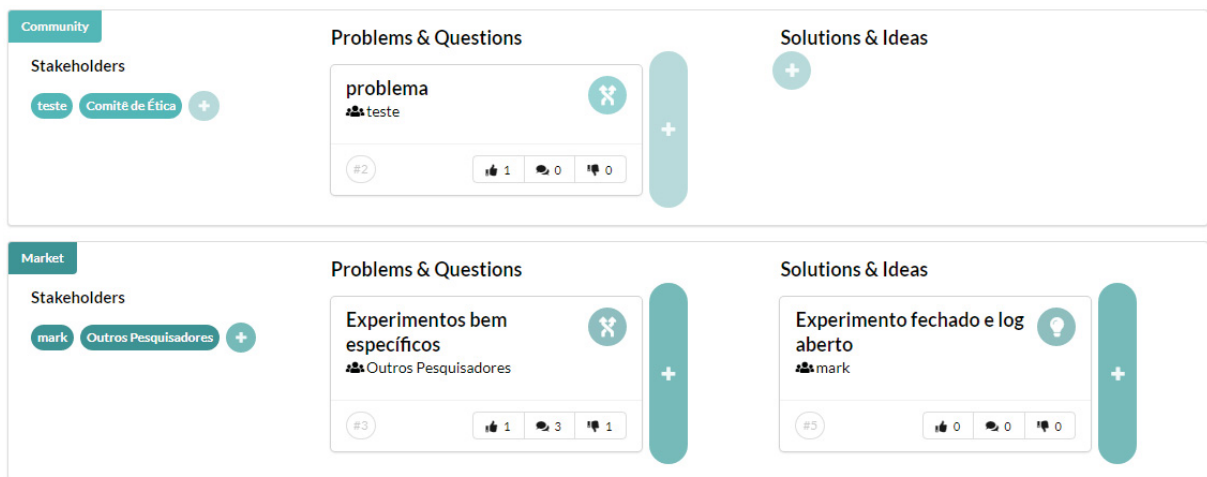 Community
Stakeholders
teste Comitê de Ética +
Problems & Questions
problema
teste
#2 1 0 0
+
Solutions & Ideas
+
Market
Stakeholders
mark Outros Pesquisadores +
Problems & Questions
Experimentos bem
específicos
Outros Pesquisadores
#3 1 3 1
+
Solutions & Ideas
Experimento fechado e log
aberto
mark
#5 0 0 0
+